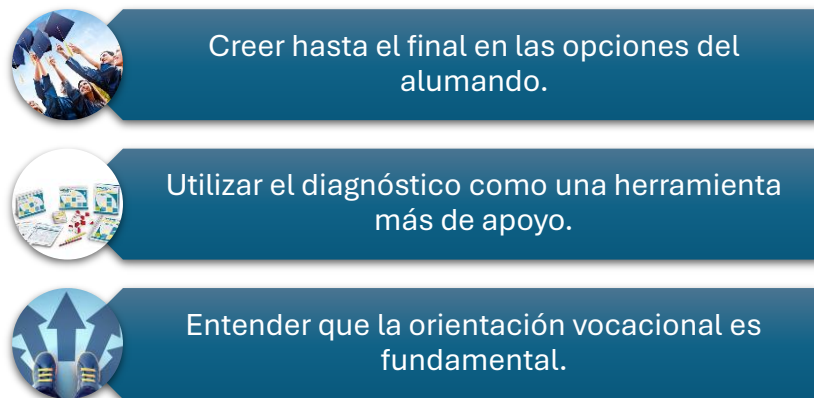 Creer hasta el final en las opciones del
alumando.
Utilizar el diagnóstico como una herramienta
más de apoyo.
Entender que la orientación vocacional es
fundamental.